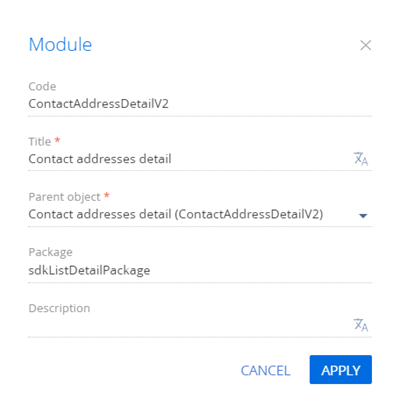 Module
Code
ContactAddressDetailV2
Title *
Contact addresses detail
Parent object *
Contact addresses detail (ContactAddressDetailV2)
Package
sdkListDetailPackage
Description
CANCEL APPLY